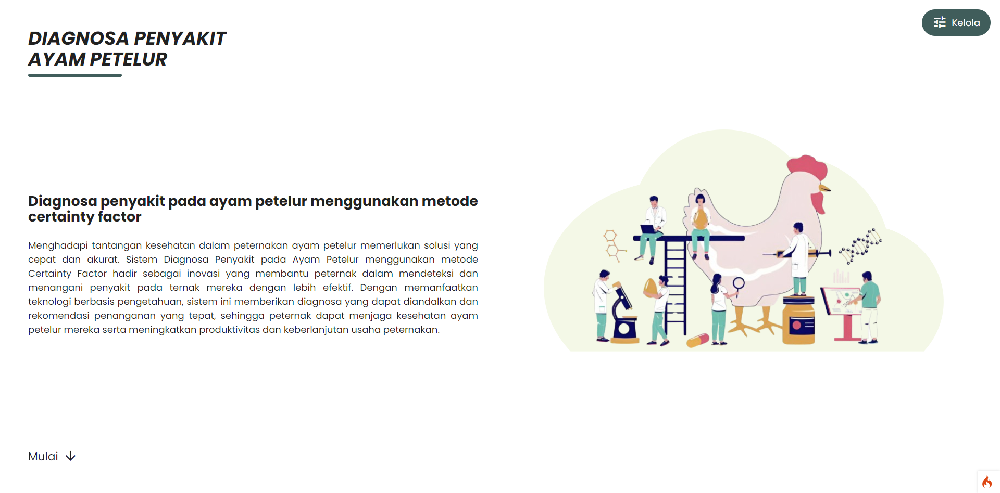 DIAGNOSA PENYAKIT
AYAM PETELUR
Kelola
Diagnosa penyakit pada ayam petelur menggunakan metode
certainty factor
Menghadapi tantangan kesehatan dalam peternakan ayam petelur memerlukan solusi yang
cepat dan akurat. Sistem Diagnosa Penyakit pada Ayam Petelur menggunakan metode
Certainty Factor hadir sebagai inovasi yang membantu peternak dalam mendeteksi dan
menangani penyakit pada ternak mereka dengan lebih efektif. Dengan memanfaatkan
teknologi berbasis pengetahuan, sistem ini memberikan diagnosa yang dapat diandalkan dan
rekomendasi penanganan yang tepat, sehingga peternak dapat menjaga kesehatan ayam
petelur mereka serta meningkatkan produktivitas dan keberlanjutan usaha peternakan.
Mulai